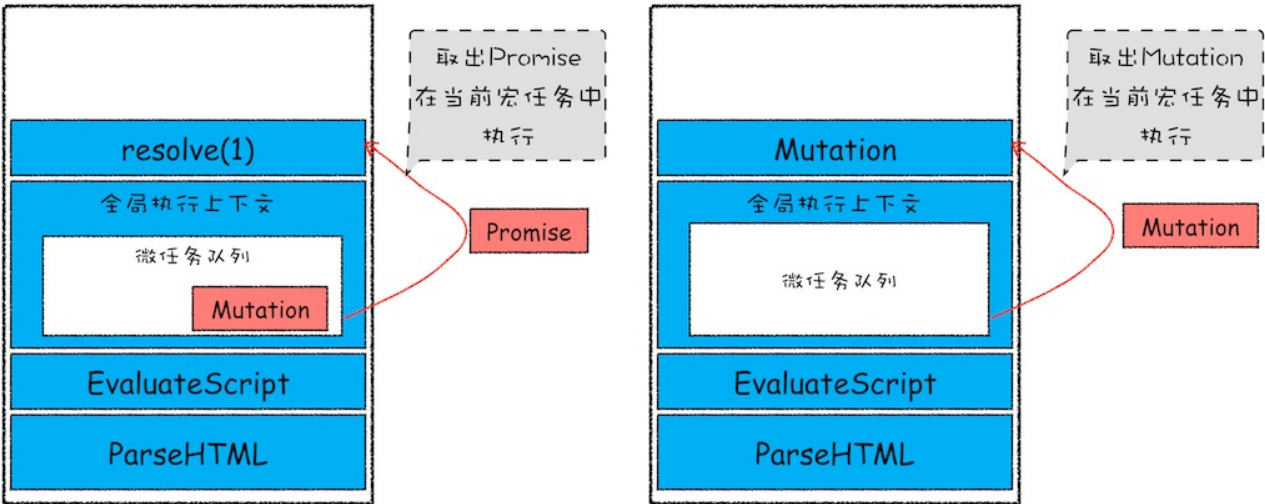 取出Promise
在当前宏任务中
执行
resolve(1)
全局执行上下文
微任务队列
Mutation
Promise
EvaluateScript
ParseHTML
取出Mutation
在当前宏任务中
执行
Mutation
全局执行上下文
微任务队列
Mutation
EvaluateScript
ParseHTML